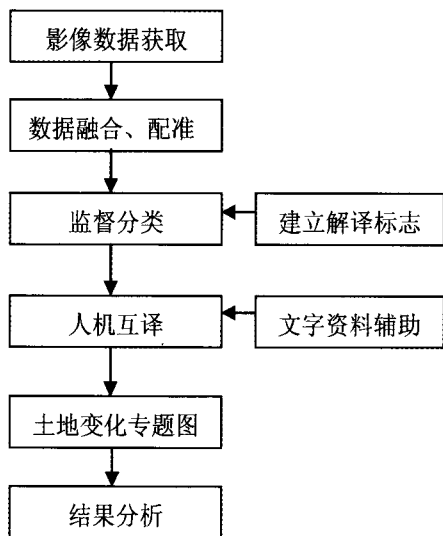 影像数据获取
数据融合、配准
监督分类
建立解译标志
人机互译
文字资料辅助
土地变化专题图
结果分析